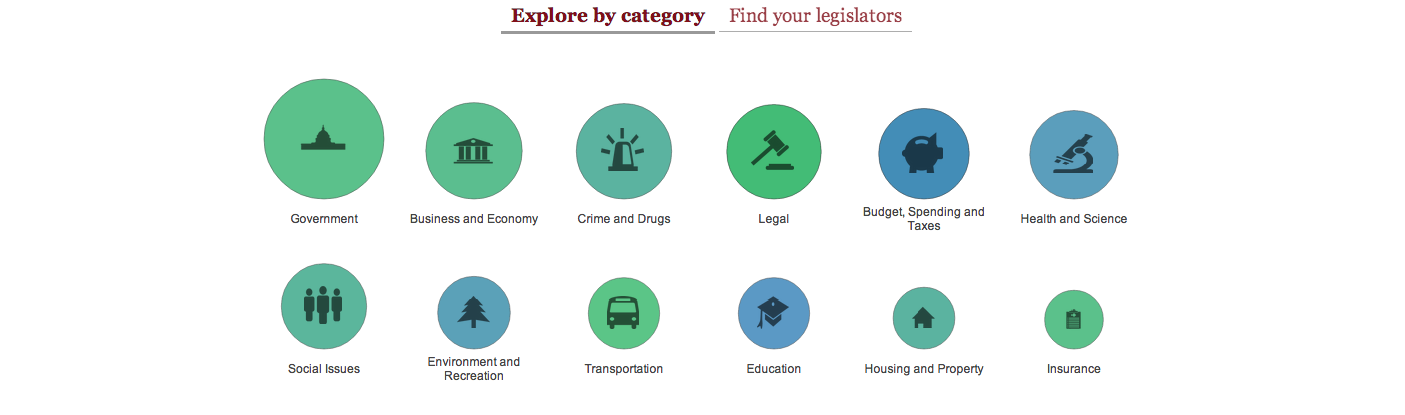 Explore by category
Find your legislators
Government
Business and Economy
Crime and Drugs
Legal
Budget, Spending and
Taxes
Health and Science
Social Issues
Environment and
Recreation
Transportation
Education
Housing and Property
Insurance